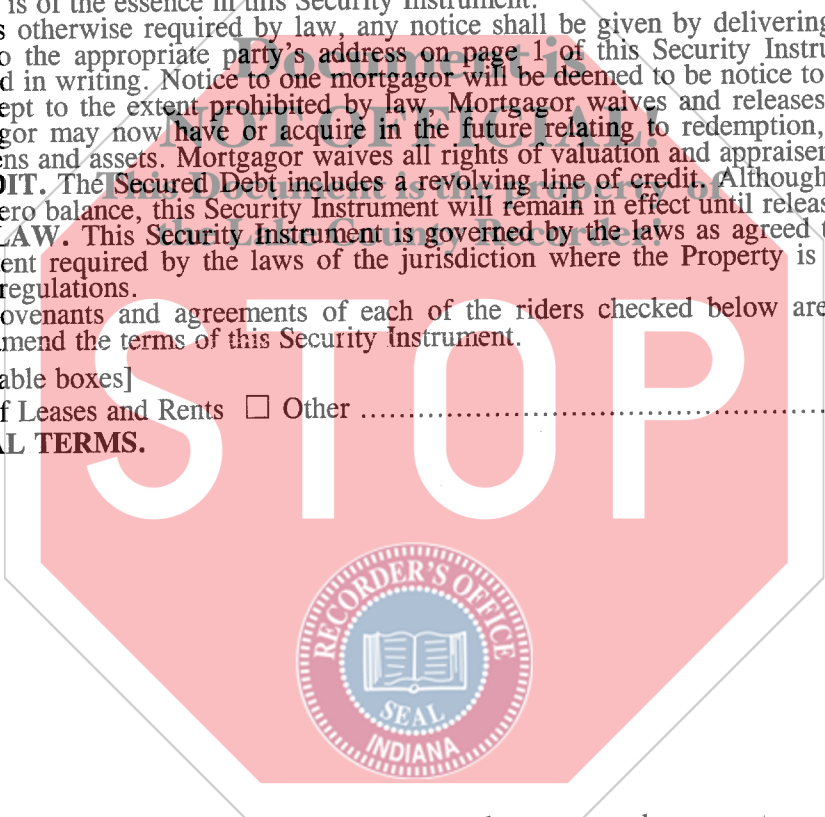 is of the essence in this Security Instrument.
otherwise required by law, any notice shall be given by delivering
the appropriate party's address on page 1 of this Security Instru
d in writing. Notice to one mortgagor will be deemed to be notice to
ept to the extent prohibited by law, Mortgagor waives and releases
gor may now have or acquire in the future relating to redemption,
ens and assets. Mortgagor waives all rights of valuation and appraisem
DIT. The Secured Debt includes a revolving line of credit. Although
ero balance, this Security Instrument will remain in effect until releas
LAW. This Security Instrument is governed by the laws as agreed t
ent required by the laws of the jurisdiction where the Property is
regulations.
ovenants and agreements of each of the riders checked below are
mend the terms of this Security Instrument.
able boxes]
f Leases and Rents ☐ Other ........................................................
AL TERMS.
Document is
NOT OFFICIAL!
This Document is the property of
the Lake County Recorder!
STOP
RECORDER'S OFFICE
SEAL
INDIANA